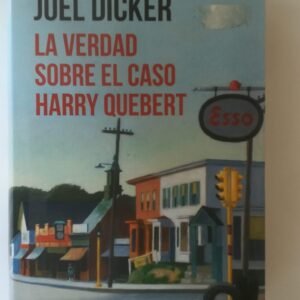 JOËL DICKER
LA VERDAD
SOBRE EL CASO
HARRY QUEBERT
Esso